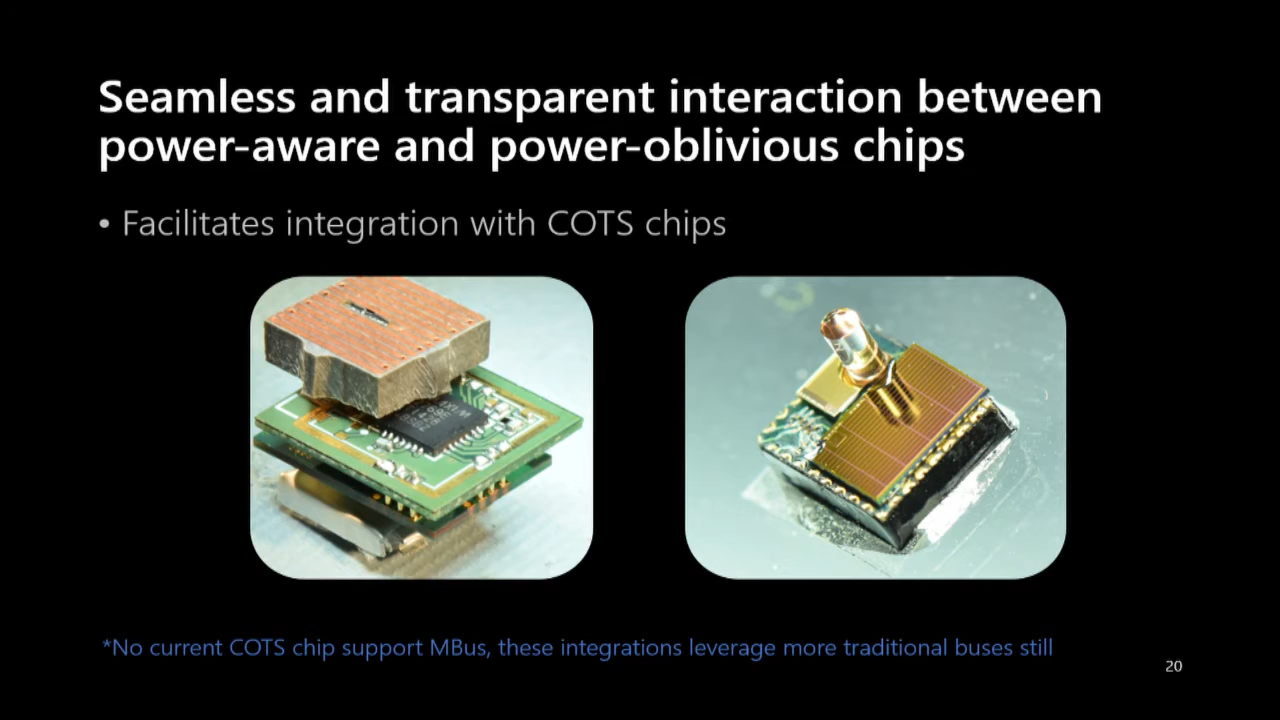 Seamless and transparent interaction between
power-aware and power-oblivious chips
• Facilitates integration with COTS chips
*No current COTS chip support MBus, these integrations leverage more traditional buses still
20